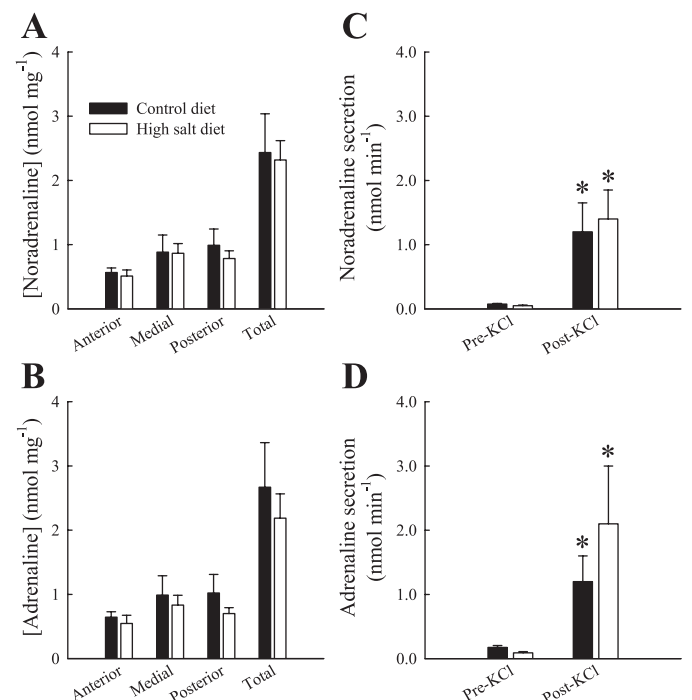 A
[Noradrenaline] (nmol mg⁻¹)
4
3
2
1
0
Control diet
High salt diet
Anterior
Medial
Posterior
Total
C
Noradrenaline secretion
(nmol min⁻¹)
4.0
3.0
2.0
1.0
0.0
*
*
Pre-KCl
Post-KCl
B
[Adrenaline] (nmol mg⁻¹)
4
3
2
1
0
Anterior
Medial
Posterior
Total
D
Adrenaline secretion
(nmol min⁻¹)
4.0
3.0
2.0
1.0
0.0
*
*
Pre-KCl
Post-KCl